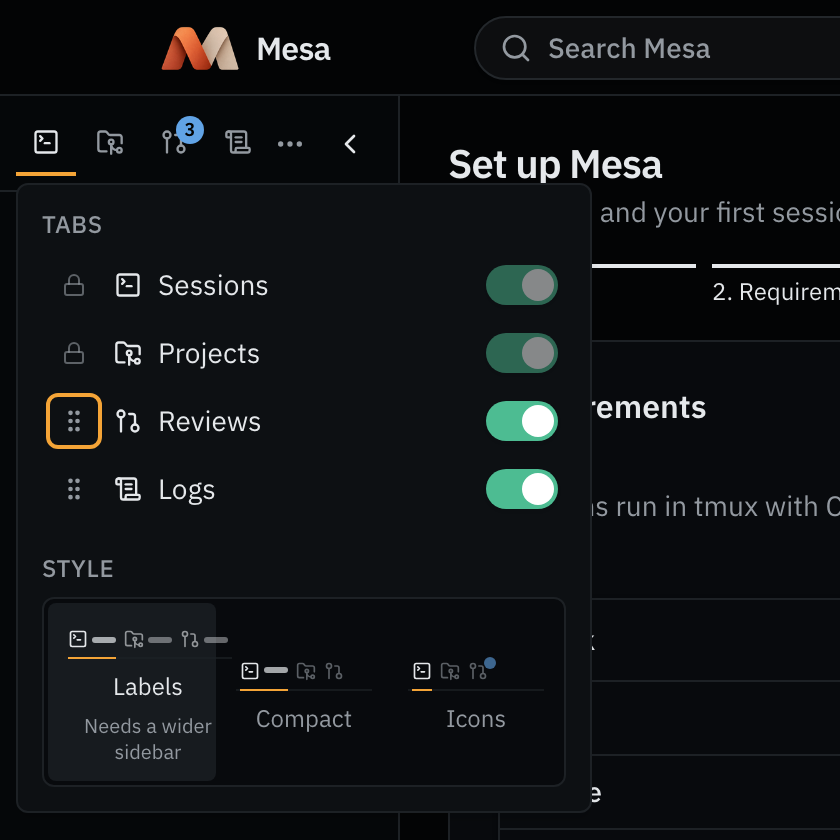 Mesa
Search Mesa
3
Set up Mesa
and your first sessio
2. Requirem
TABS
Sessions
Projects
Reviews
Logs
rements
s run in tmux with C
STYLE
Labels
Needs a wider
sidebar
Compact
Icons